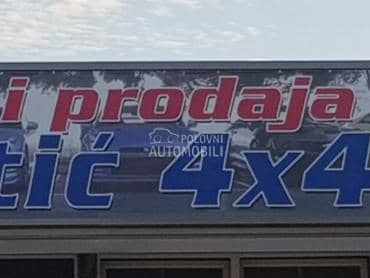 i prodaja
tić 4x4
POLOVNI
AUTOMOBILI